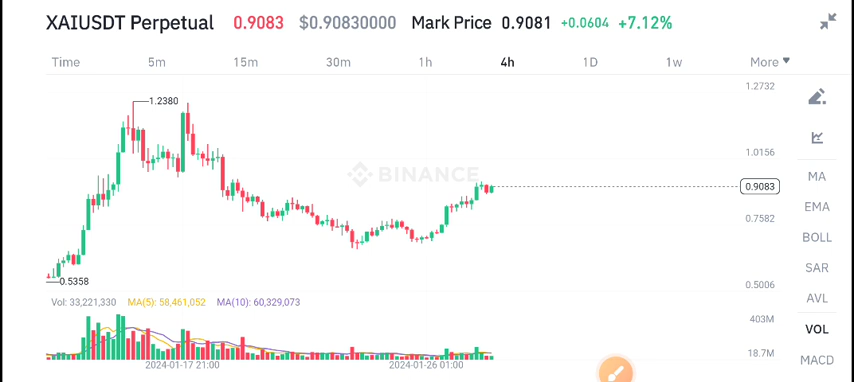 XAIUSDT Perpetual 0.9083 $0.90830000 Mark Price 0.9081 +0.0604 +7.12%
Time 5m 15m 30m 1h 4h 1D 1w More
1.2732
1.2380
1.0156
BINANCE
0.9083
0.7582
0.5358
0.5006
Vol: 33,221,330 MA(5): 58,461,052 MA(10): 60,329,073
403M
18.7M
2024-01-17 21:00 2024-01-26 01:00
MA
EMA
BOLL
SAR
AVL
VOL
MACD